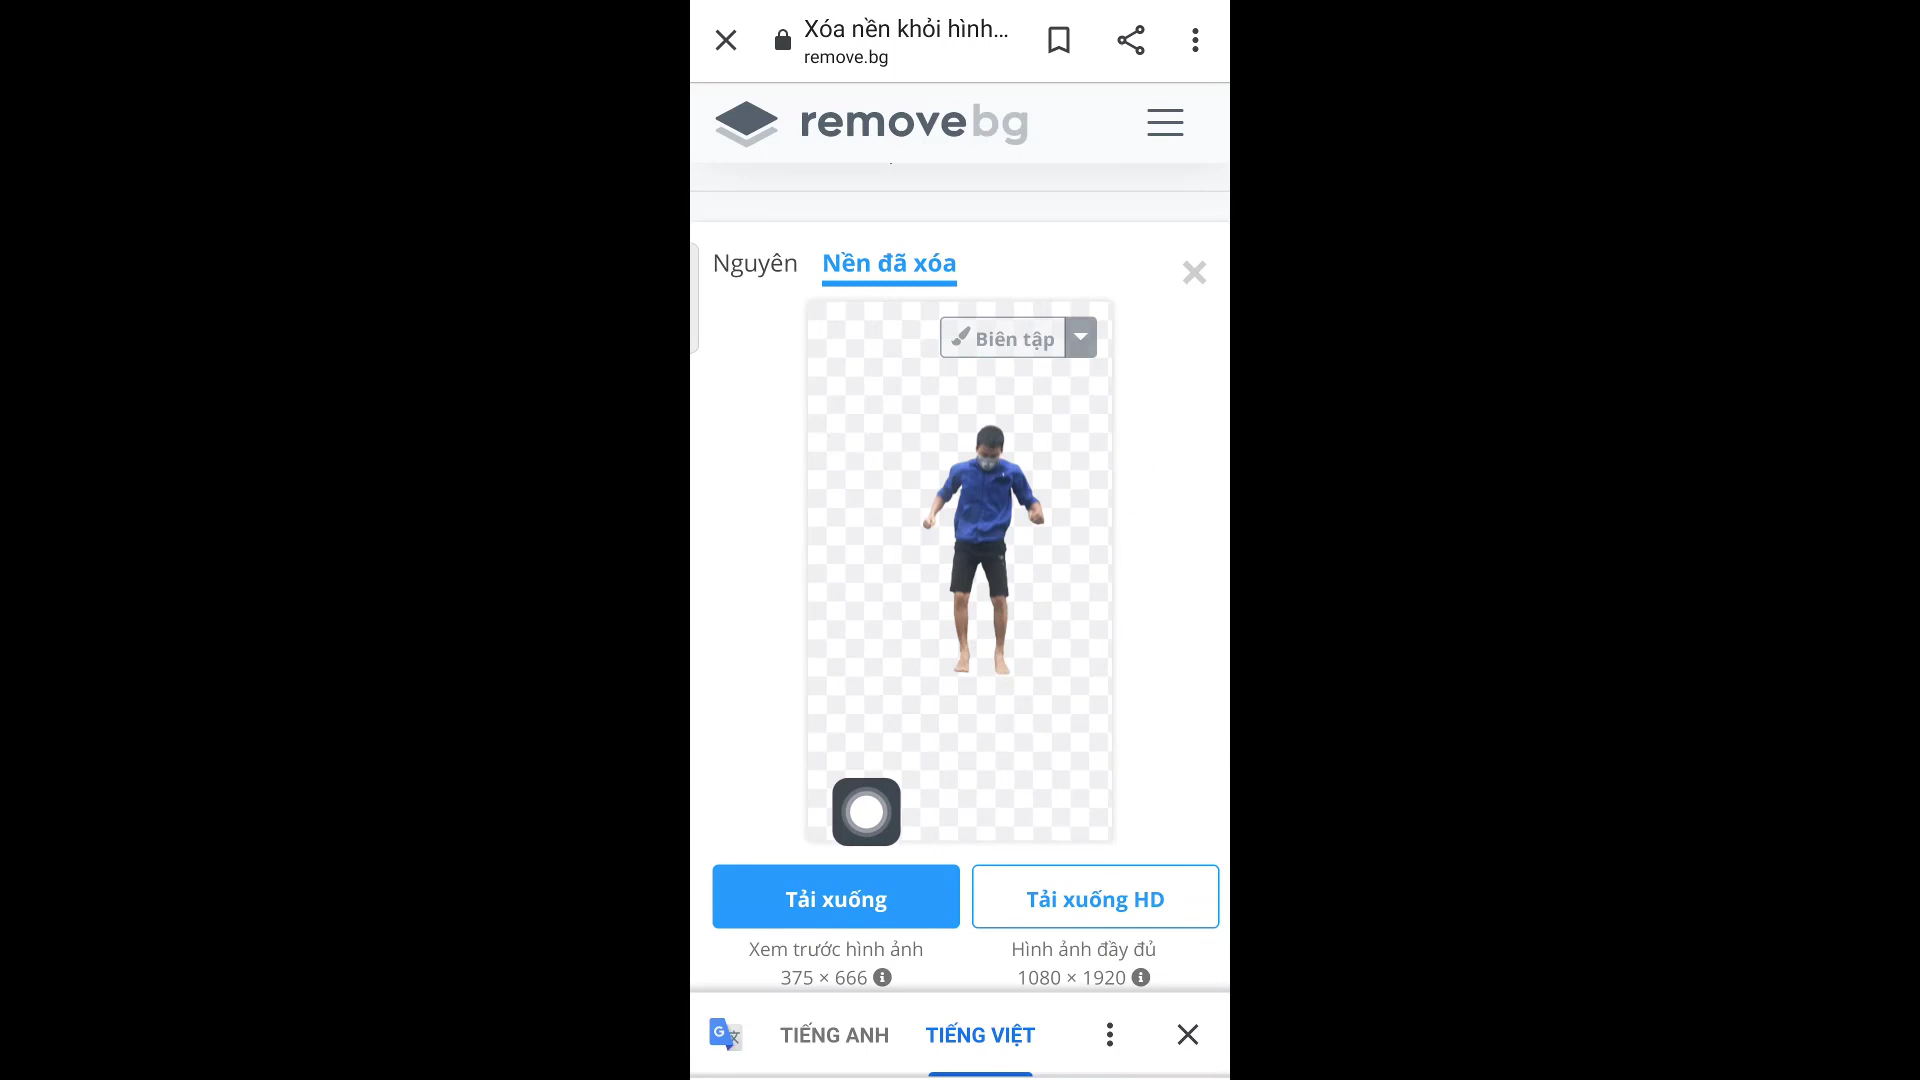 Xóa nền khỏi hình...
remove.bg
removebg
Nguyên
Nền đã xóa
Biên tập
Tải xuống
Tải xuống HD
Xem trước hình ảnh
Hình ảnh đầy đủ
375 × 666
1080 × 1920
TIẾNG ANH
TIẾNG VIỆT